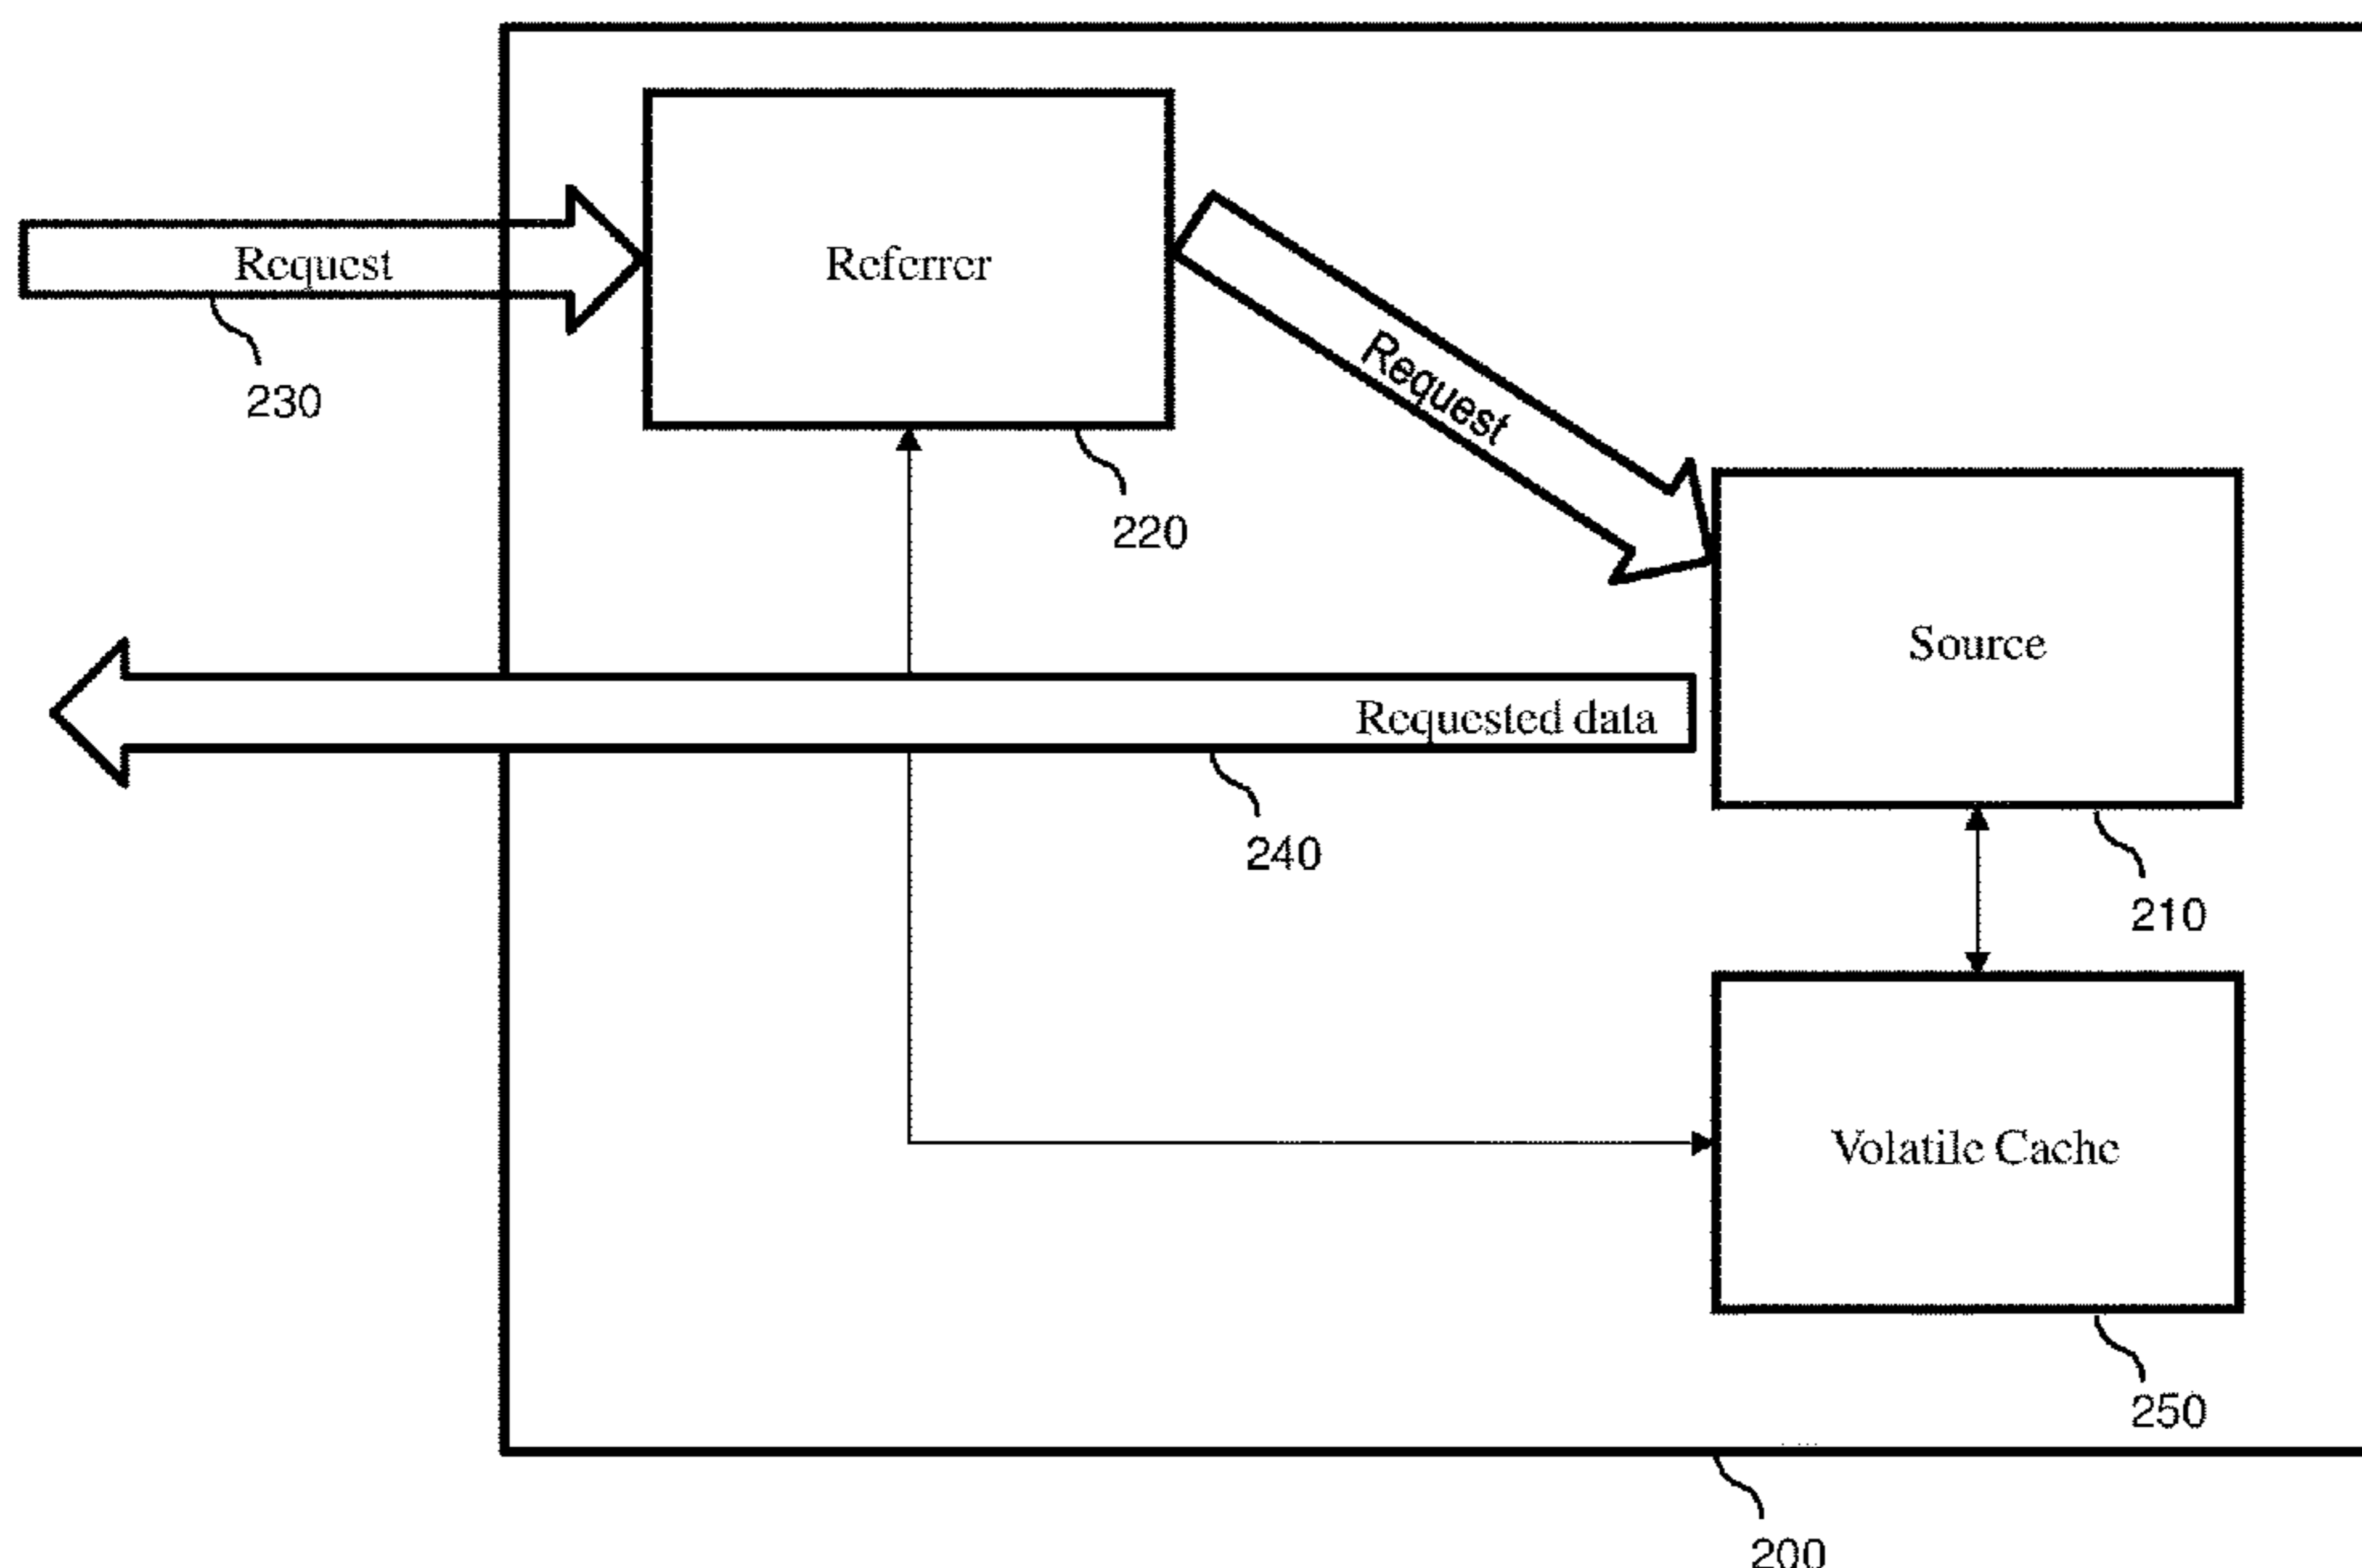 Request
Referrer
230
Request
220
Source
Requested data
240
210
Volatile Cache
250
200